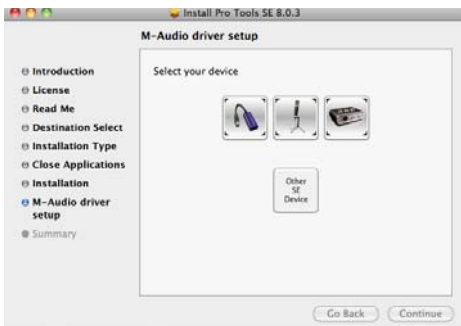 Install Pro Tools SE 8.0.3
M-Audio driver setup
Introduction
License
Read Me
Destination Select
Installation Type
Close Applications
Installation
M-Audio driver
setup
Summary
Select your device
Other
SE
Device
Go Back
Continue